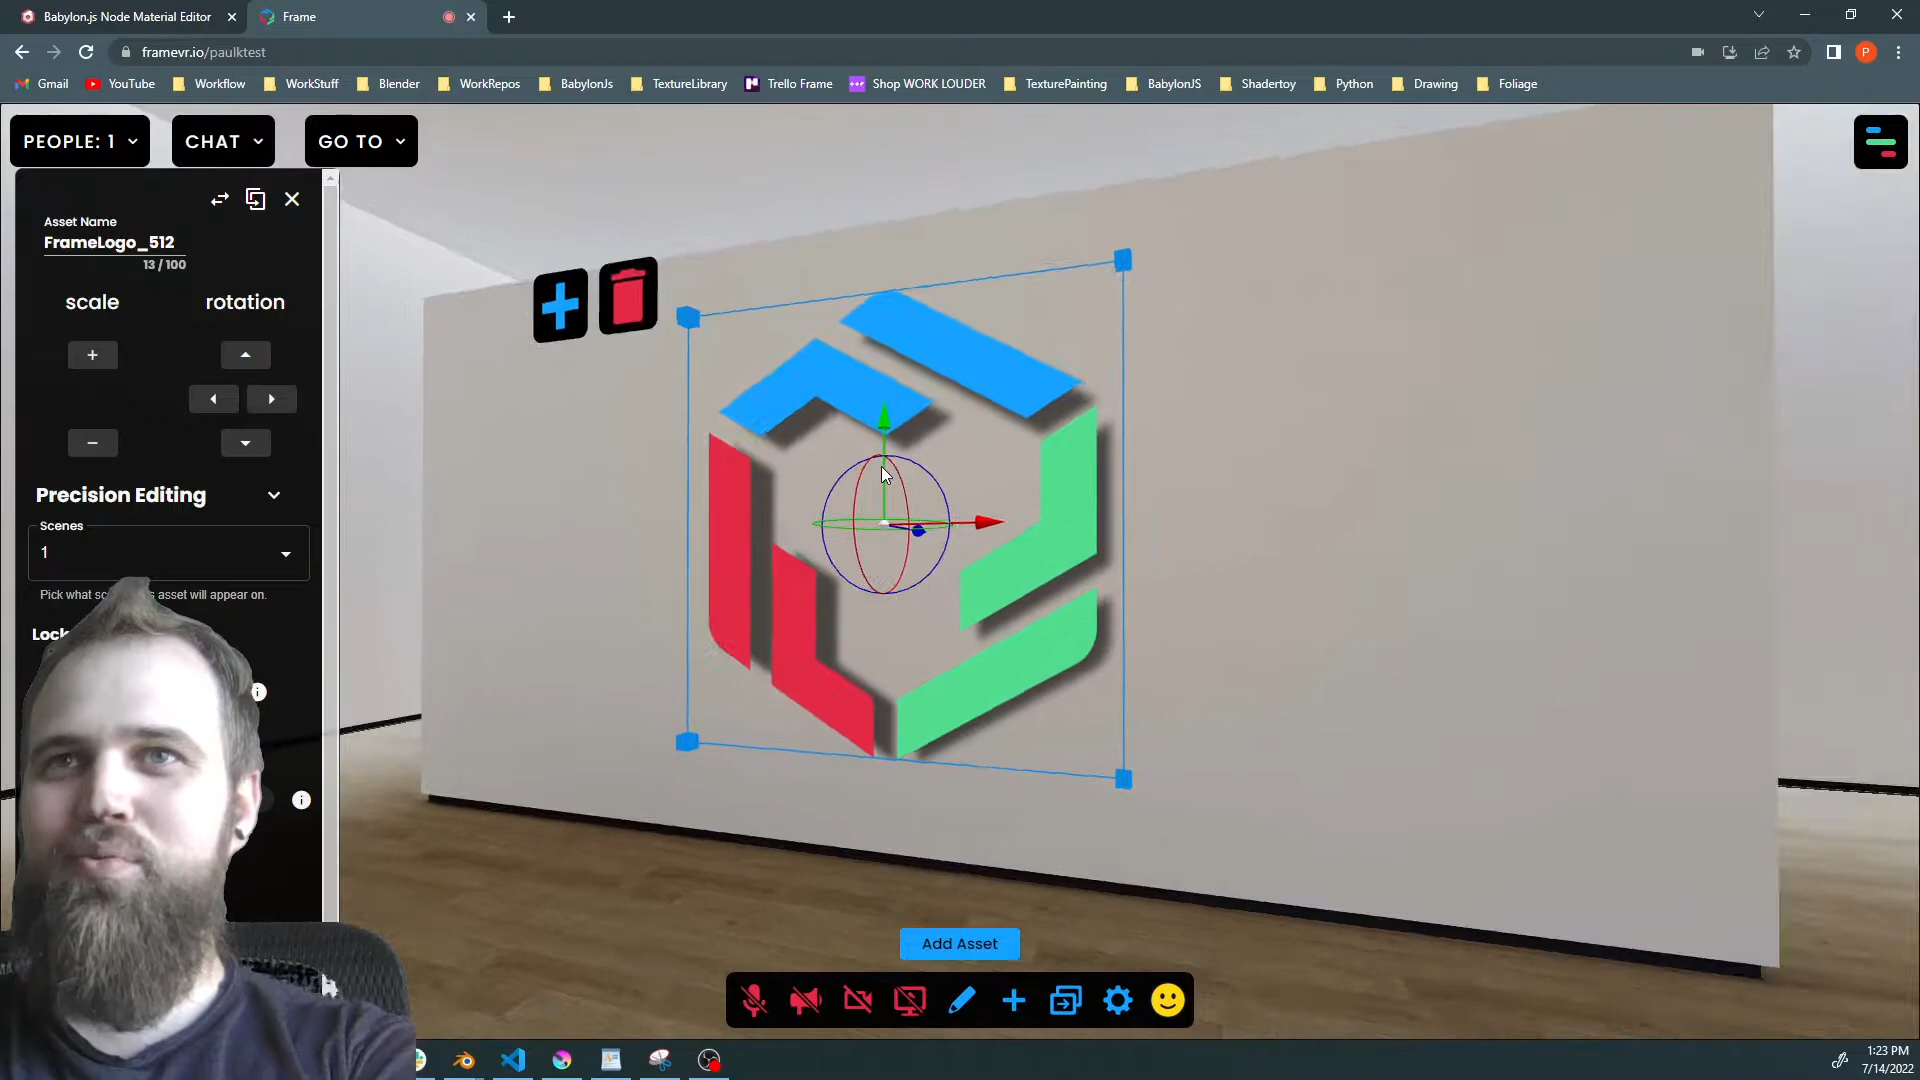 Babylon.js Node Material Editor
Frame
framevr.io/paulktest
P
Gmail
YouTube
Workflow
WorkStuff
Blender
WorkRepos
BabylonJs
TextureLibrary
Trello Frame
Shop WORK LOUDER
TexturePainting
BabylonJS
Shadertoy
Python
Drawing
Foliage
PEOPLE: 1
CHAT
GO TO
Asset Name
FrameLogo_512
13 / 100
scale
rotation
Precision Editing
Scenes
1
Pick what
asset will appear on.
Add Asset
1:23 PM
7/14/2022